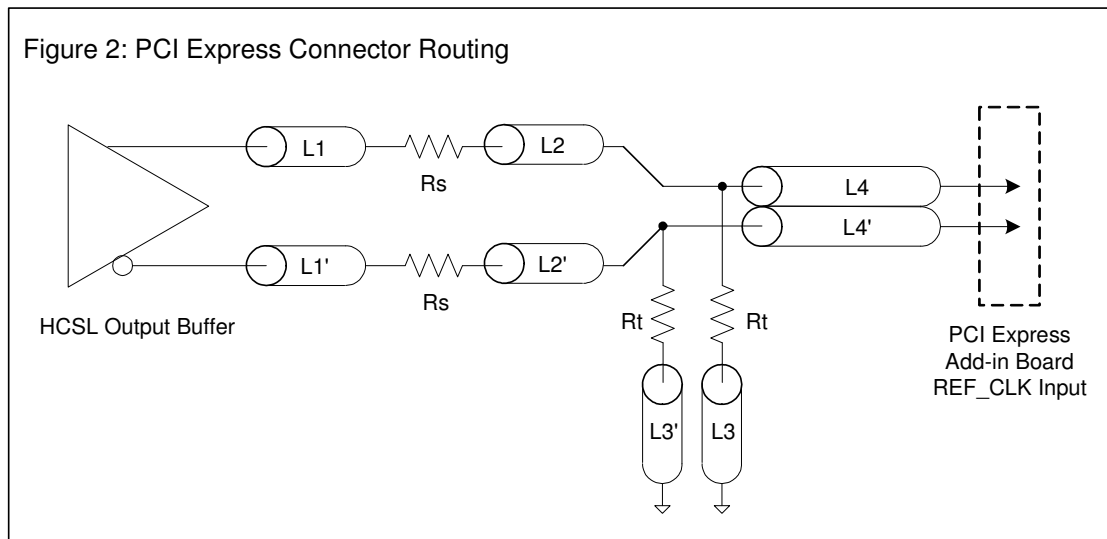 Figure 2: PCI Express Connector Routing
L1
Rs
L2
L4
L4'
L1'
Rs
L2'
HCSL Output Buffer
Rt
Rt
L3'
L3
PCI Express
Add-in Board
REF_CLK Input